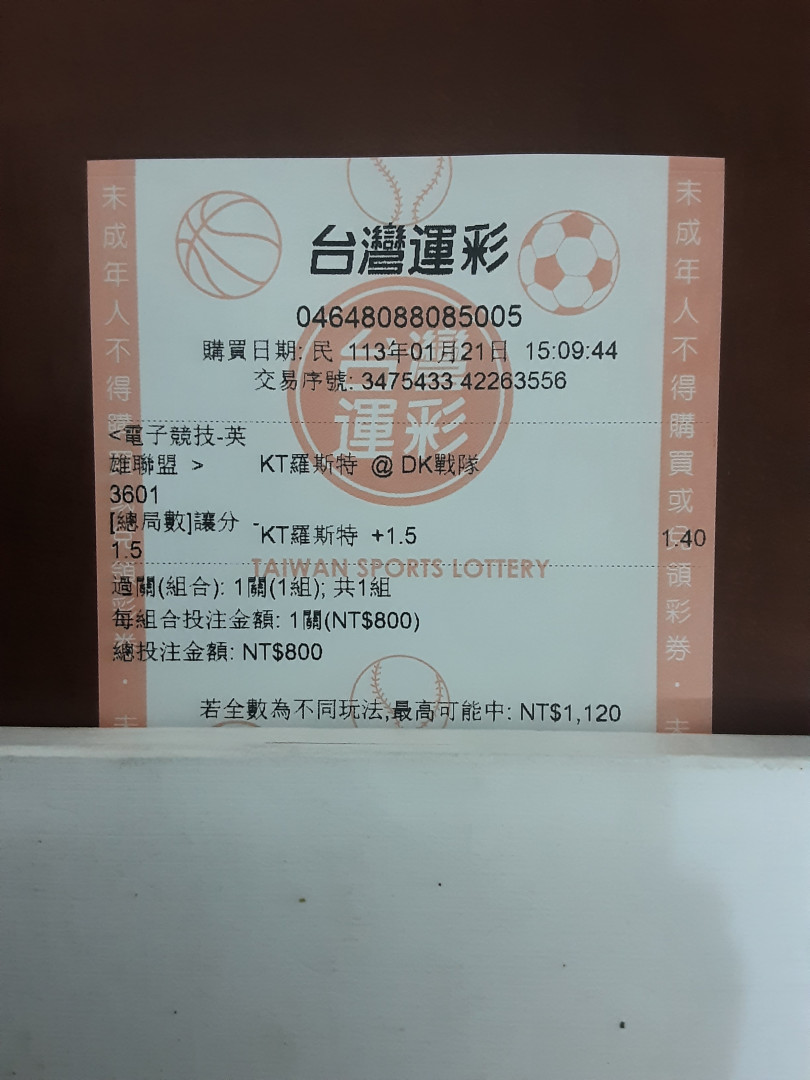 台灣運彩
04648088085005
購買日期: 民 113年01月21日 15:09:44
交易序號: 3475433 42263556
台灣
運彩
<電子競技-英
雄聯盟 > KT羅斯特 @ DK戰隊
3601
[總局數]讓分 -
1.5 KT羅斯特 +1.5 1.40
TAIWAN SPORTS LOTTERY
過關(組合): 1關(1組); 共1組
每組合投注金額: 1關(NT$800)
總投注金額: NT$800
若全數為不同玩法,最高可能中: NT$1,120
未成年人不得購買或兌領彩券・未
未成年人不得購買或兌領彩券・未